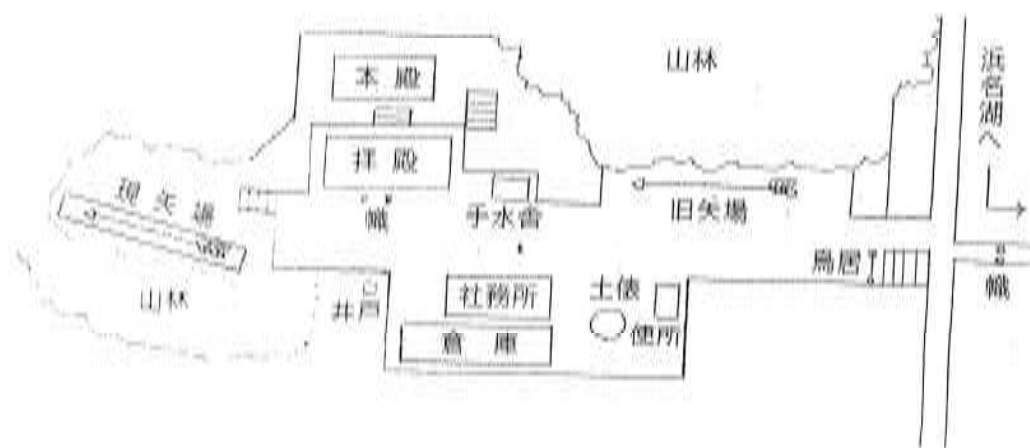 山林
本殿
浜名湖へ
拝殿
現矢場
幟
手水舎
旧矢場
鳥居
幟
山林
井戸
社務所
土俵
便所
倉庫